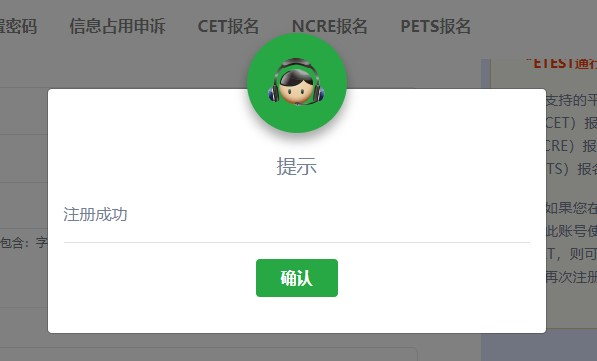 置密码 信息占用申诉 CET报名 NCRE报名 PETS报名
ETEST通行
支持的平
CET）报
CRE）报
TS）报名
提示
注册成功
如果您在
此账号使
包含：字
T，则可
确认
再次注册